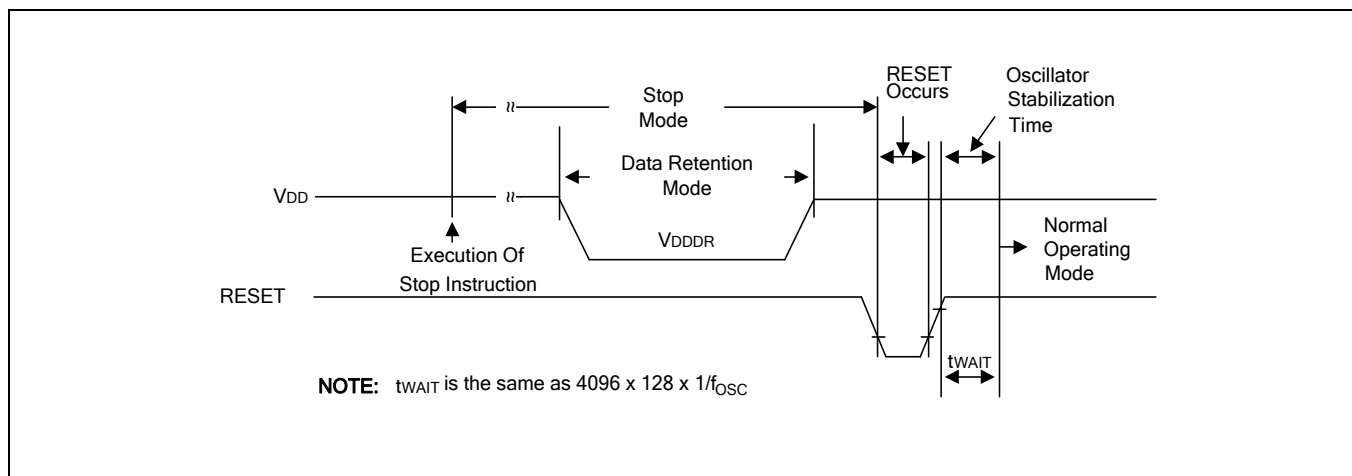 RESET
Occurs
Oscillator
Stabilization
Time
≈
Stop
Mode
Data Retention
Mode
VDD
≈
VDDDR
Execution Of
Stop Instruction
Normal
Operating
Mode
RESET
tWAIT
NOTE: tWAIT is the same as 4096 x 128 x 1/fOSC